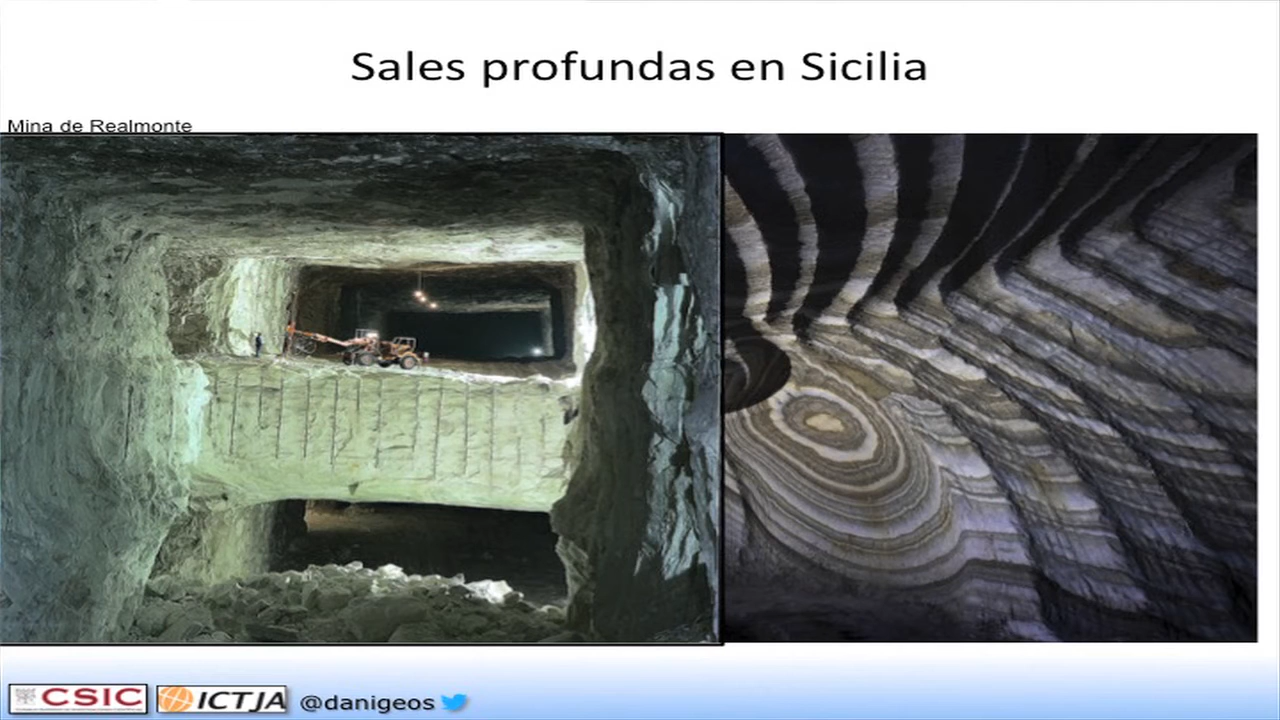 Sales profundas en Sicilia
Mina de Realmonte
CSIC
ICTJA
@danigeos